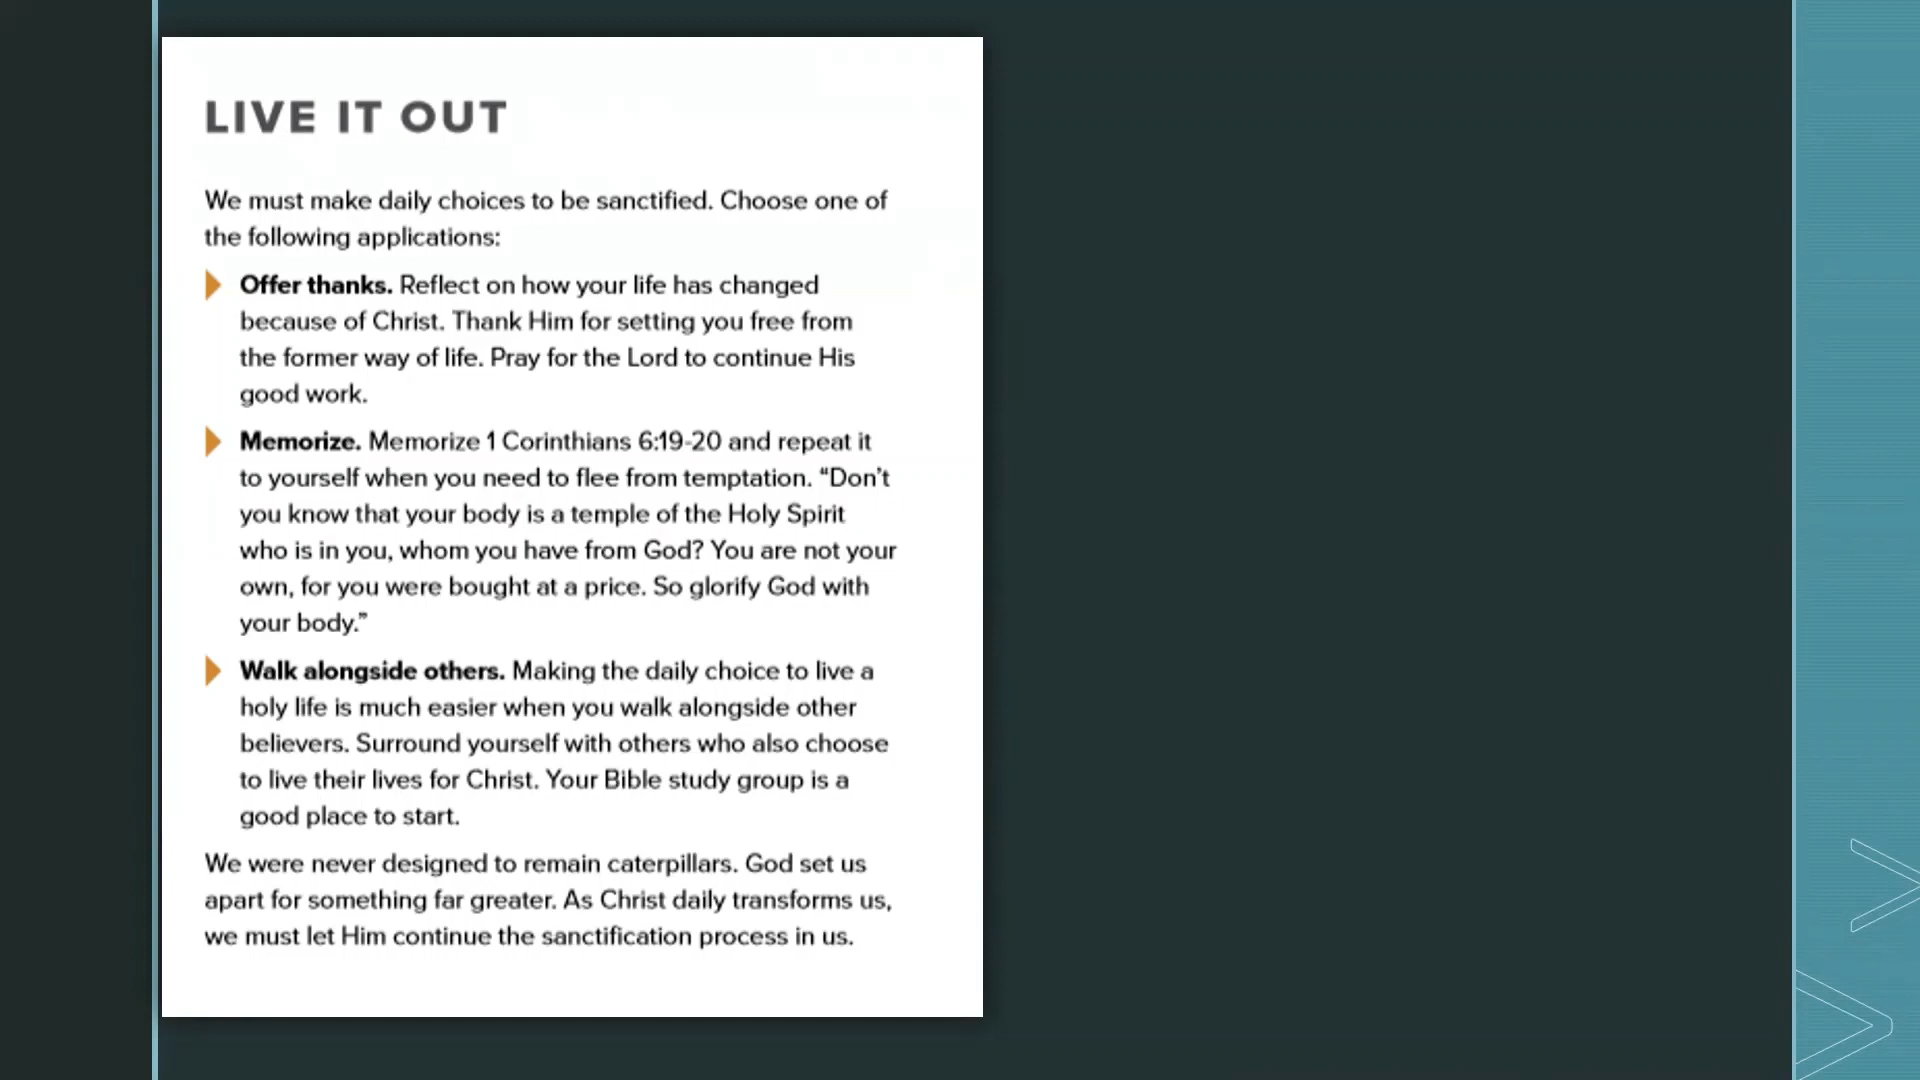 LIVE IT OUT
We must make daily choices to be sanctified. Choose one of
the following applications:
Offer thanks. Reflect on how your life has changed
because of Christ. Thank Him for setting you free from
the former way of life. Pray for the Lord to continue His
good work.
Memorize. Memorize 1 Corinthians 6:19-20 and repeat it
to yourself when you need to flee from temptation. “Don’t
you know that your body is a temple of the Holy Spirit
who is in you, whom you have from God? You are not your
own, for you were bought at a price. So glorify God with
your body.”
Walk alongside others. Making the daily choice to live a
holy life is much easier when you walk alongside other
believers. Surround yourself with others who also choose
to live their lives for Christ. Your Bible study group is a
good place to start.
We were never designed to remain caterpillars. God set us
apart for something far greater. As Christ daily transforms us,
we must let Him continue the sanctification process in us.